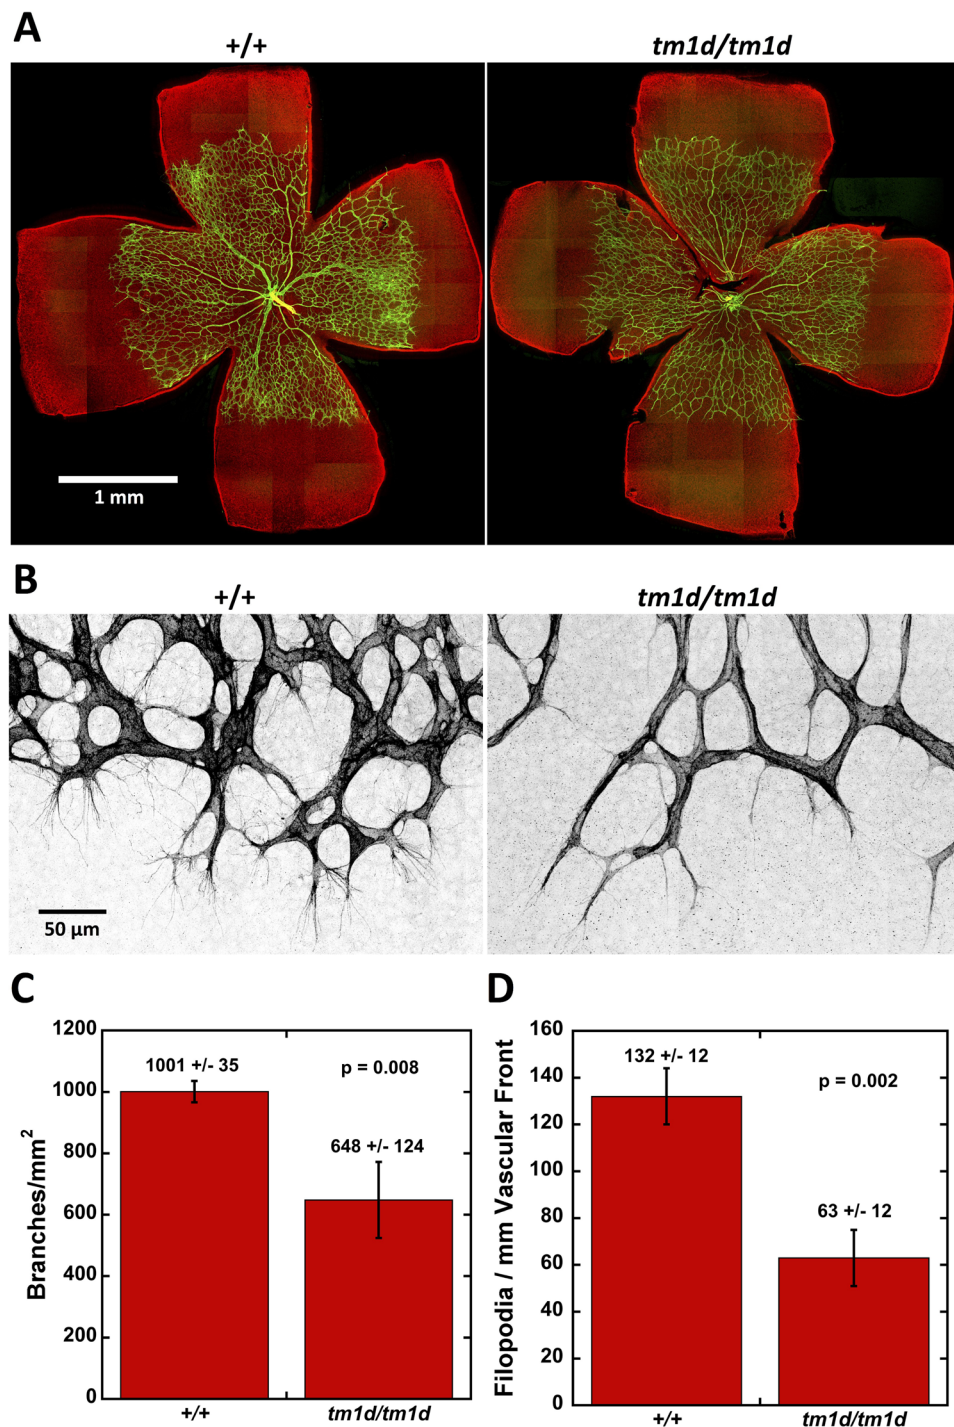 A
+/+
tm1d/tm1d
1 mm
B
+/+
tm1d/tm1d
50 µm
C
1200
1000
800
600
400
200
0
Branches/mm²
1001 +/- 35
p = 0.008
648 +/- 124
+/+
tm1d/tm1d
D
160
140
120
100
80
60
40
20
0
Filopodia / mm Vascular Front
132 +/- 12
p = 0.002
63 +/- 12
+/+
tm1d/tm1d